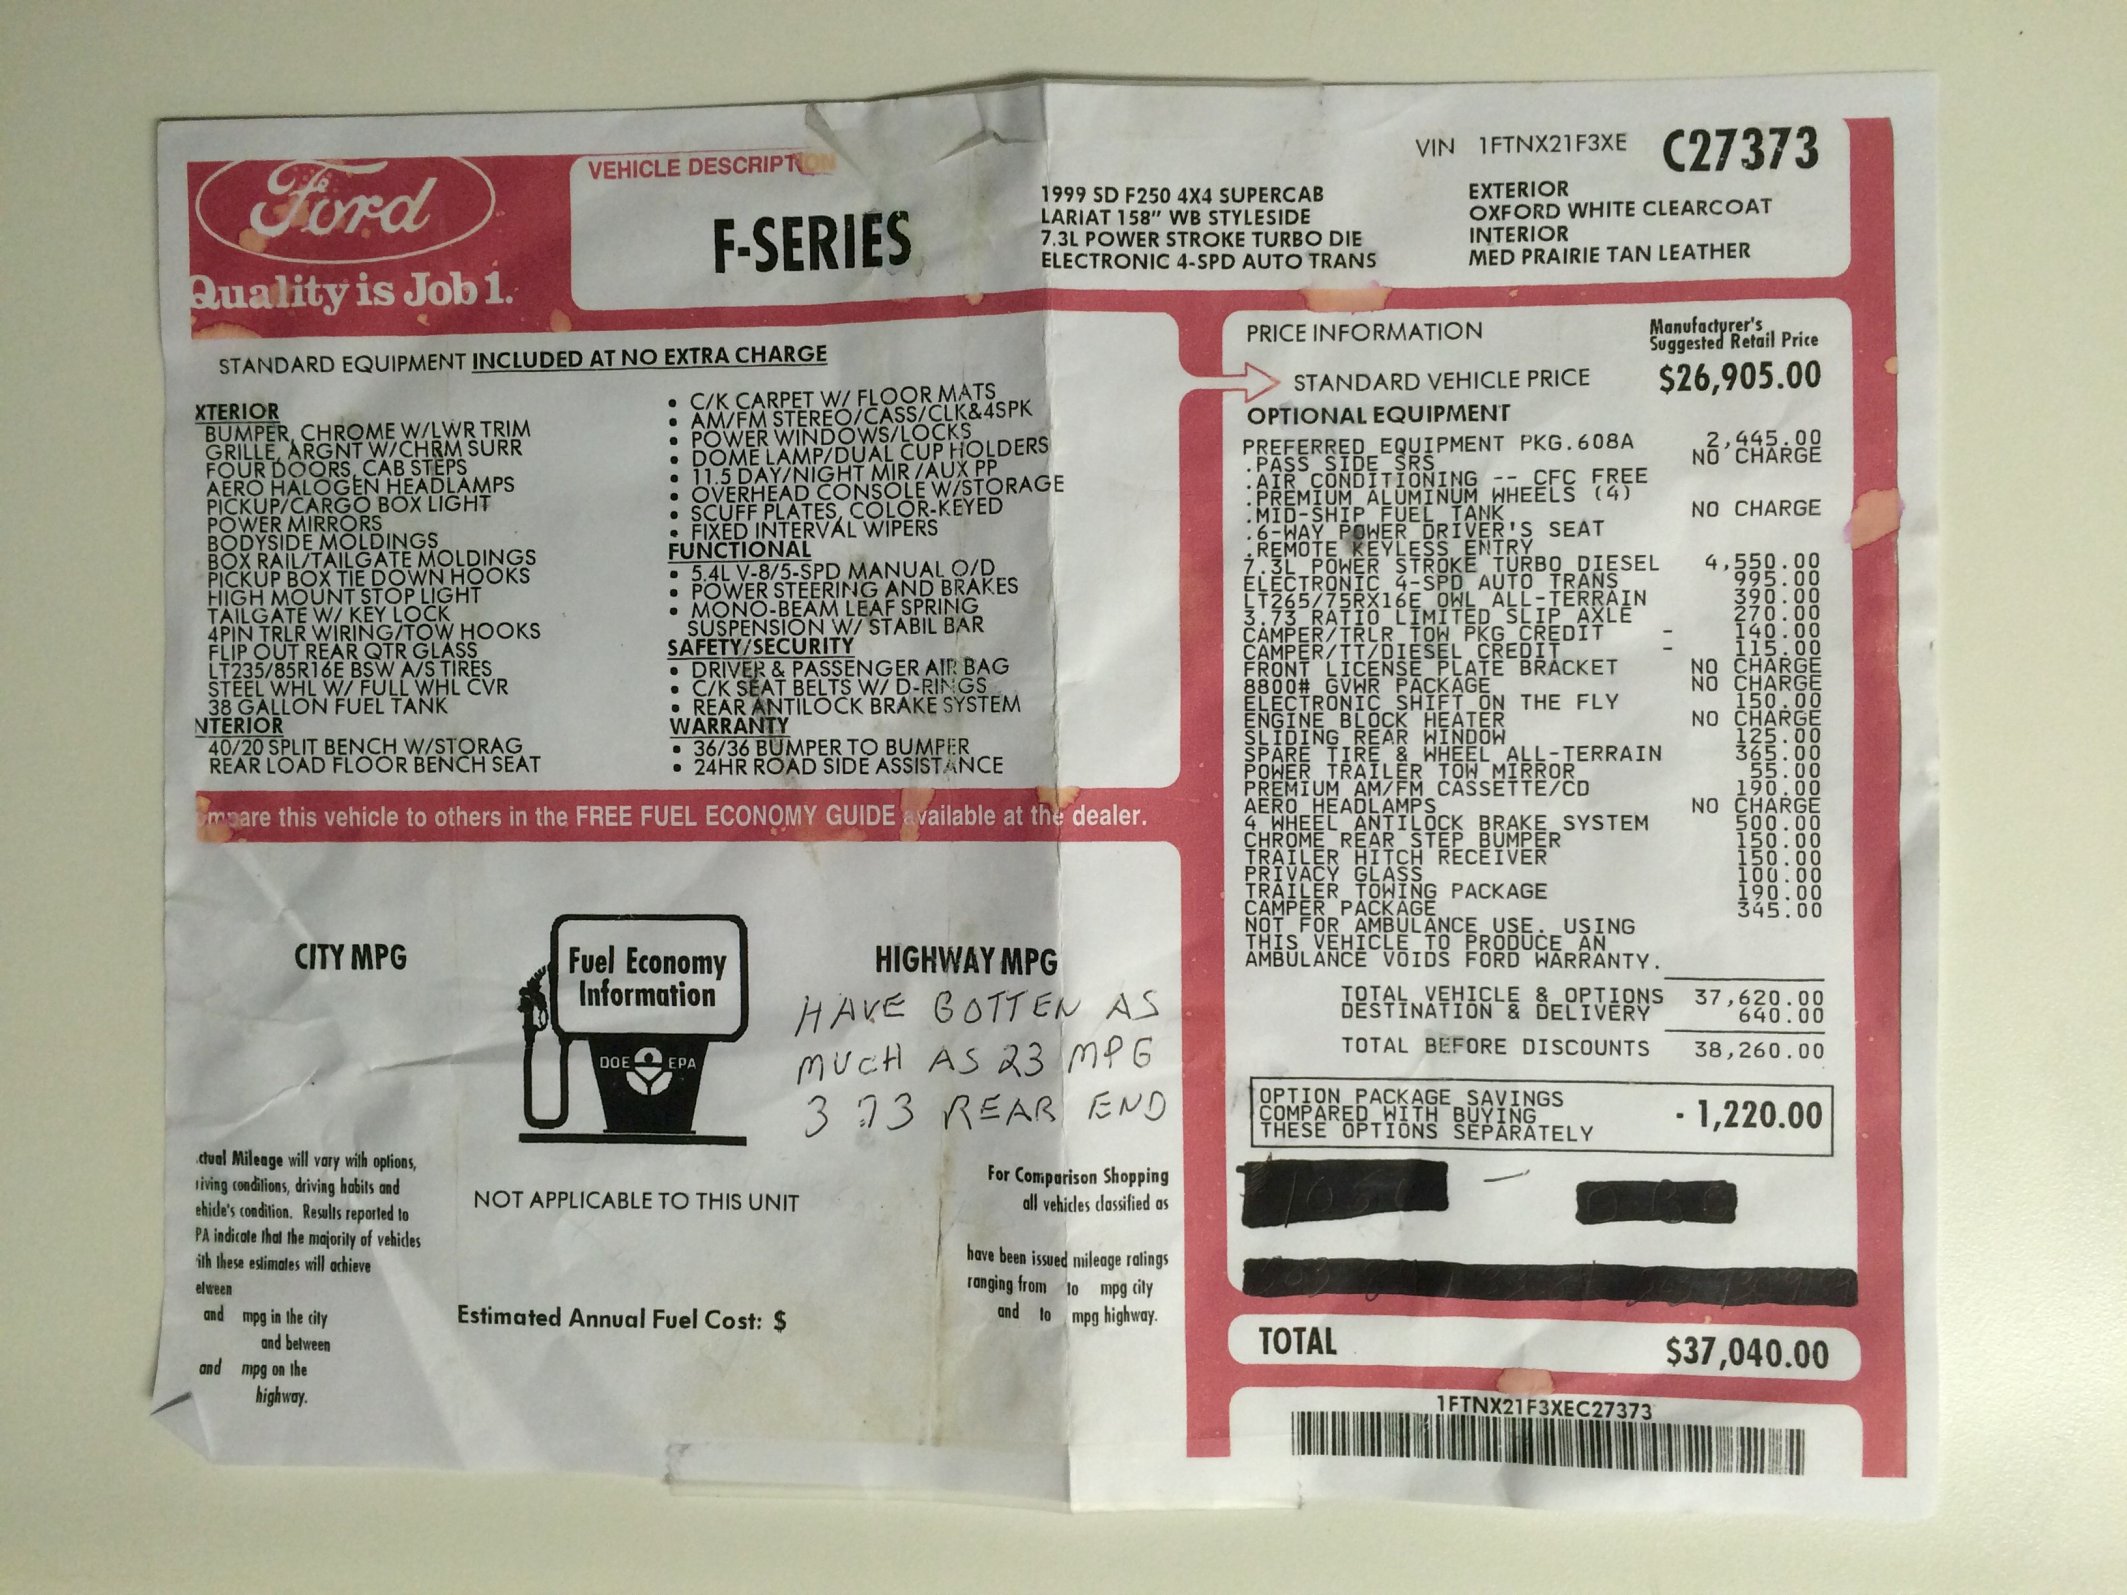 Ford
Quality is Job 1.
VEHICLE DESCRIPTION
F-SERIES
1999 SD F250 4X4 SUPERCAB
LARIAT 158" WB STYLESIDE
7.3L POWER STROKE TURBO DIE
ELECTRONIC 4-SPD AUTO TRANS
VIN 1FTNX21F3XE C27373
EXTERIOR
OXFORD WHITE CLEARCOAT
INTERIOR
MED PRAIRIE TAN LEATHER
STANDARD EQUIPMENT INCLUDED AT NO EXTRA CHARGE
XTERIOR
BUMPER, CHROME W/LWR TRIM
GRILLE, ARGNT W/CHRM SURR
FOUR DOORS, CAB STEPS
AERO HALOGEN HEADLAMPS
PICKUP/CARGO BOX LIGHT
POWER MIRRORS
BODYSIDE MOLDINGS
BOX RAIL/TAILGATE MOLDINGS
PICKUP BOX TIE DOWN HOOKS
HIGH MOUNT STOP LIGHT
TAILGATE W/ KEY LOCK
4PIN TRLR WIRING/TOW HOOKS
FLIP OUT REAR QTR GLASS
LT235/85R16E BSW A/S TIRES
STEEL WHL W/ FULL WHL CVR
38 GALLON FUEL TANK
NTERIOR
40/20 SPLIT BENCH W/STORAG
REAR LOAD FLOOR BENCH SEAT
• C/K CARPET W/ FLOOR MATS
• AM/FM STEREO/CASS/CLK&4SPK
• POWER WINDOWS/LOCKS
• DOME LAMP/DUAL CUP HOLDERS
• 11.5 DAY/NIGHT MIR /AUX PP
• OVERHEAD CONSOLE W/STORAGE
• SCUFF PLATES, COLOR-KEYED
• FIXED INTERVAL WIPERS
FUNCTIONAL
• 5.4L V-8/5-SPD MANUAL O/D
• POWER STEERING AND BRAKES
• MONO-BEAM LEAF SPRING
SUSPENSION W/ STABIL BAR
SAFETY/SECURITY
• DRIVER & PASSENGER AIR BAG
• C/K SEAT BELTS W/ D-RINGS
• REAR ANTILOCK BRAKE SYSTEM
WARRANTY
• 36/36 BUMPER TO BUMPER
• 24HR ROAD SIDE ASSISTANCE
mpare this vehicle to others in the FREE FUEL ECONOMY GUIDE available at the dealer.
CITY MPG
Fuel Economy
Information
DOE EPA
HIGHWAY MPG
HAVE GOTTEN AS
MUCH AS 23 MPG
3.73 REAR END
ctual Mileage will vary with options,
riving conditions, driving habits and
ehicle's condition. Results reported to
PA indicate that the majority of vehicles
ith these estimates will achieve
etween
and mpg in the city
and between
and mpg on the
highway.
NOT APPLICABLE TO THIS UNIT
Estimated Annual Fuel Cost: $
For Comparison Shopping
all vehicles classified as
have been issued mileage ratings
ranging from to mpg city
and to mpg highway.
PRICE INFORMATION
Manufacturer's
Suggested Retail Price
STANDARD VEHICLE PRICE $26,905.00
OPTIONAL EQUIPMENT
PREFERRED EQUIPMENT PKG.608A 2,445.00
.PASS SIDE SRS NO CHARGE
.AIR CONDITIONING -- CFC FREE
.PREMIUM ALUMINUM WHEELS (4)
.MID-SHIP FUEL TANK NO CHARGE
.6-WAY POWER DRIVER'S SEAT
.REMOTE KEYLESS ENTRY
7.3L POWER STROKE TURBO DIESEL 4,550.00
ELECTRONIC 4-SPD AUTO TRANS 995.00
LT265/75RX16E OWL ALL-TERRAIN 390.00
3.73 RATIO LIMITED SLIP AXLE 270.00
CAMPER/TRLR TOW PKG CREDIT - 140.00
CAMPER/TT/DIESEL CREDIT - 115.00
FRONT LICENSE PLATE BRACKET NO CHARGE
8800# GVWR PACKAGE NO CHARGE
ELECTRONIC SHIFT ON THE FLY 150.00
ENGINE BLOCK HEATER NO CHARGE
SLIDING REAR WINDOW 125.00
SPARE TIRE & WHEEL ALL-TERRAIN 365.00
POWER TRAILER TOW MIRROR 55.00
PREMIUM AM/FM CASSETTE/CD 190.00
AERO HEADLAMPS NO CHARGE
4 WHEEL ANTILOCK BRAKE SYSTEM 500.00
CHROME REAR STEP BUMPER 150.00
TRAILER HITCH RECEIVER 150.00
PRIVACY GLASS 100.00
TRAILER TOWING PACKAGE 190.00
CAMPER PACKAGE 345.00
NOT FOR AMBULANCE USE. USING
THIS VEHICLE TO PRODUCE AN
AMBULANCE VOIDS FORD WARRANTY.
TOTAL VEHICLE & OPTIONS 37,620.00
DESTINATION & DELIVERY 640.00
TOTAL BEFORE DISCOUNTS 38,260.00
OPTION PACKAGE SAVINGS
COMPARED WITH BUYING
THESE OPTIONS SEPARATELY - 1,220.00
TOTAL $37,040.00
1FTNX21F3XEC27373